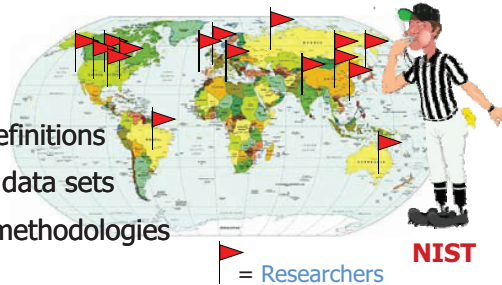 efinitions
data sets
methodologies
NIST
= Researchers